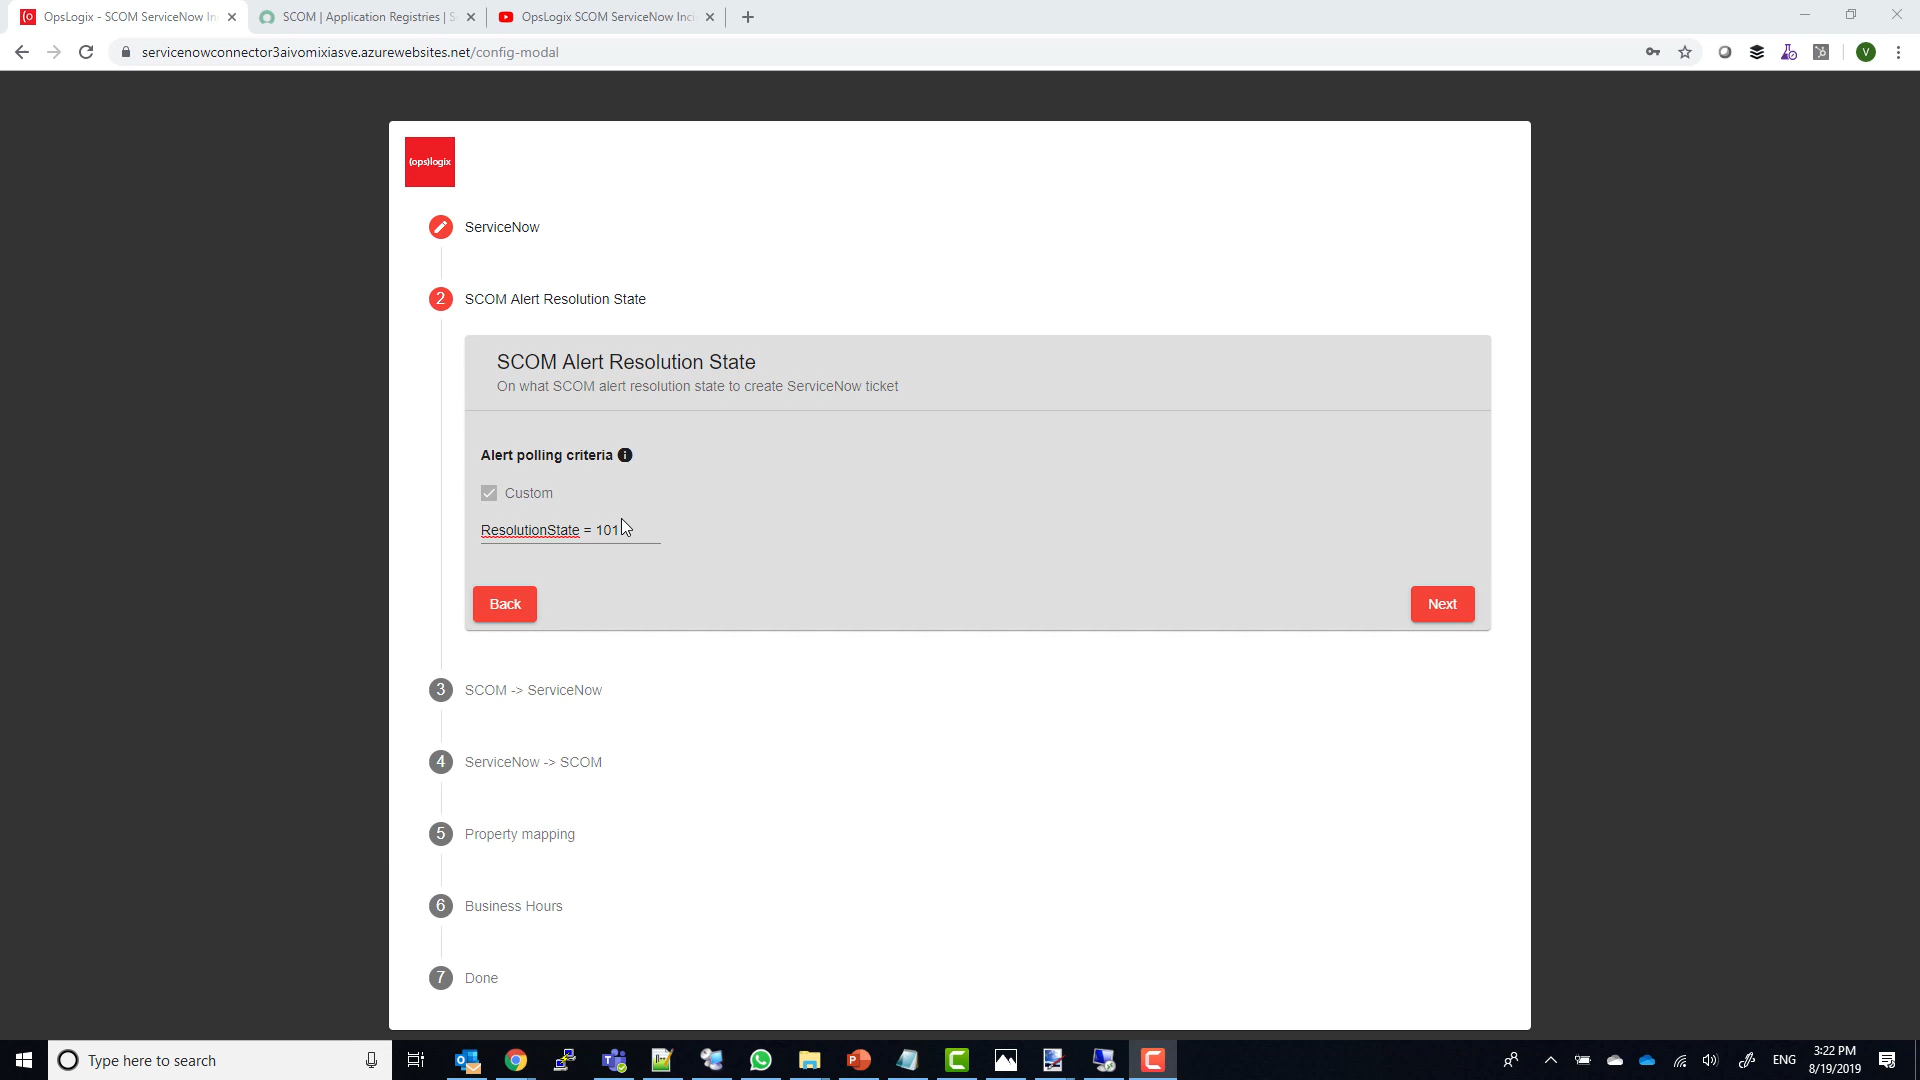 OpsLogix - SCOM ServiceNow In
SCOM | Application Registries | S
OpsLogix SCOM ServiceNow Inci
servicenowconnector3aivomixiasve.azurewebsites.net/config-modal
V
(ops)logix
ServiceNow
2 SCOM Alert Resolution State
SCOM Alert Resolution State
On what SCOM alert resolution state to create ServiceNow ticket
Alert polling criteria
Custom
ResolutionState = 101
Back
Next
3 SCOM -> ServiceNow
4 ServiceNow -> SCOM
5 Property mapping
6 Business Hours
7 Done
Type here to search
ENG
3:22 PM
8/19/2019